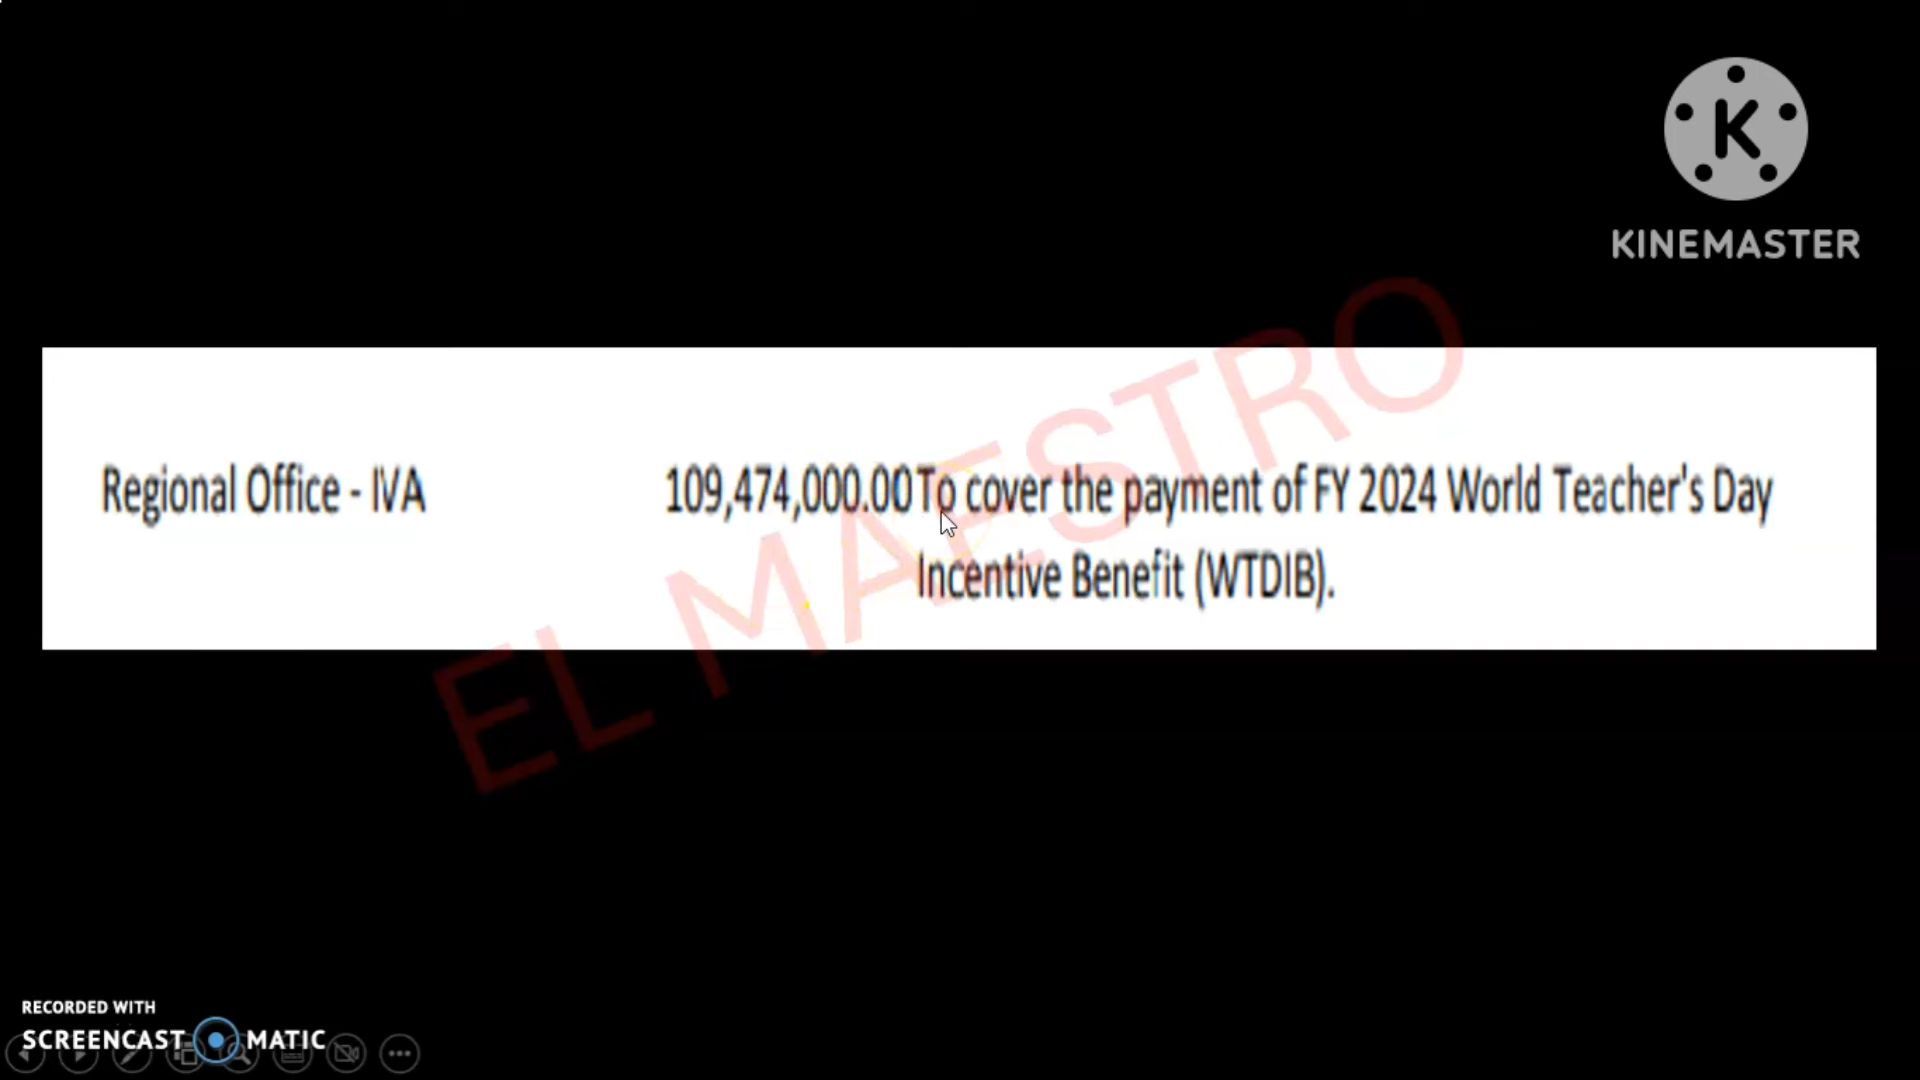 K
KINEMASTER
EL MAESTRO
Regional Office - IVA 109,474,000.00 To cover the payment of FY 2024 World Teacher's Day
Incentive Benefit (WTDIB).
RECORDED WITH
SCREENCAST MATIC